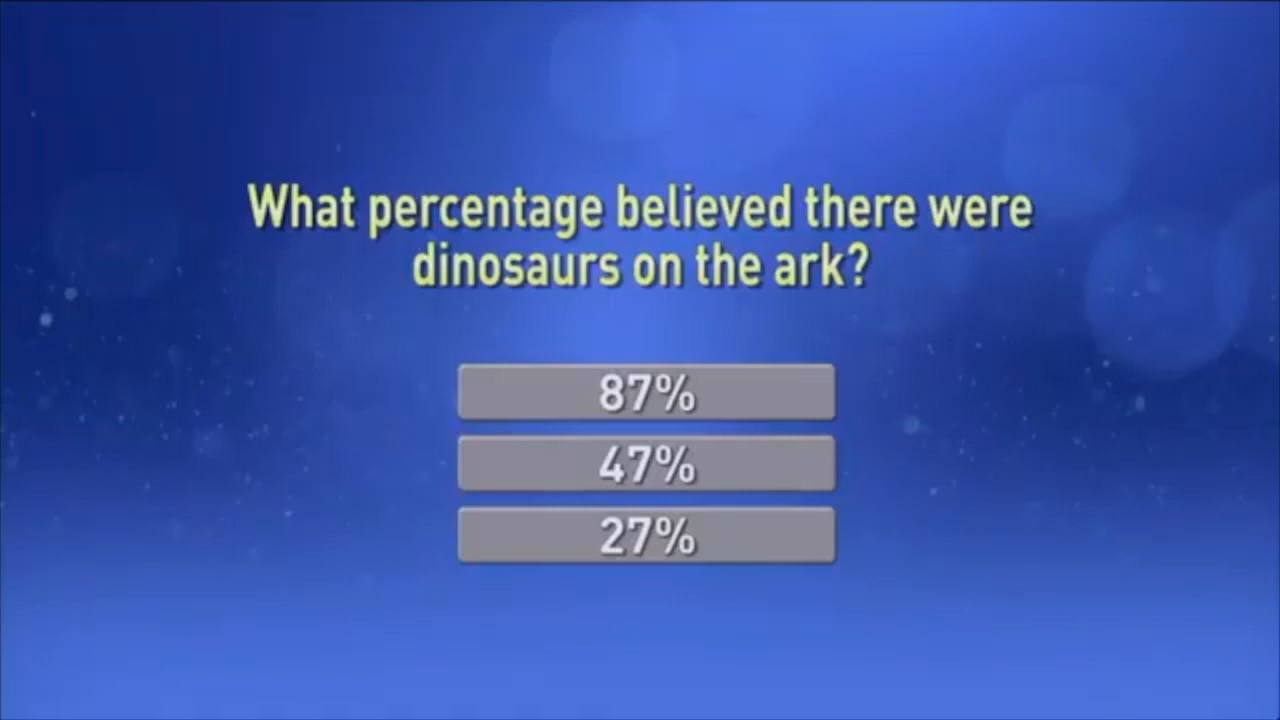 What percentage believed there were
dinosaurs on the ark?
87%
47%
27%